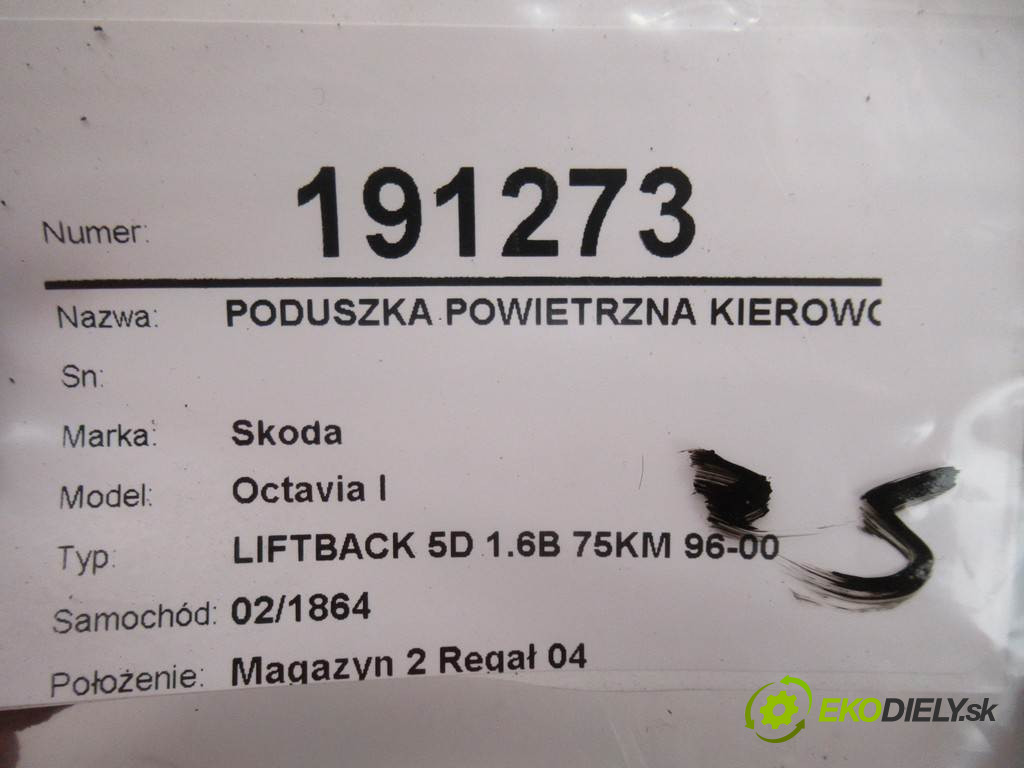 Numer: 191273
Nazwa: PODUSZKA POWIETRZNA KIEROWC
Sn:
Marka: Skoda
Model: Octavia I
Typ: LIFTBACK 5D 1.6B 75KM 96-00
Samochód: 02/1864
Położenie: Magazyn 2 Regał 04
EKODIELY.sk